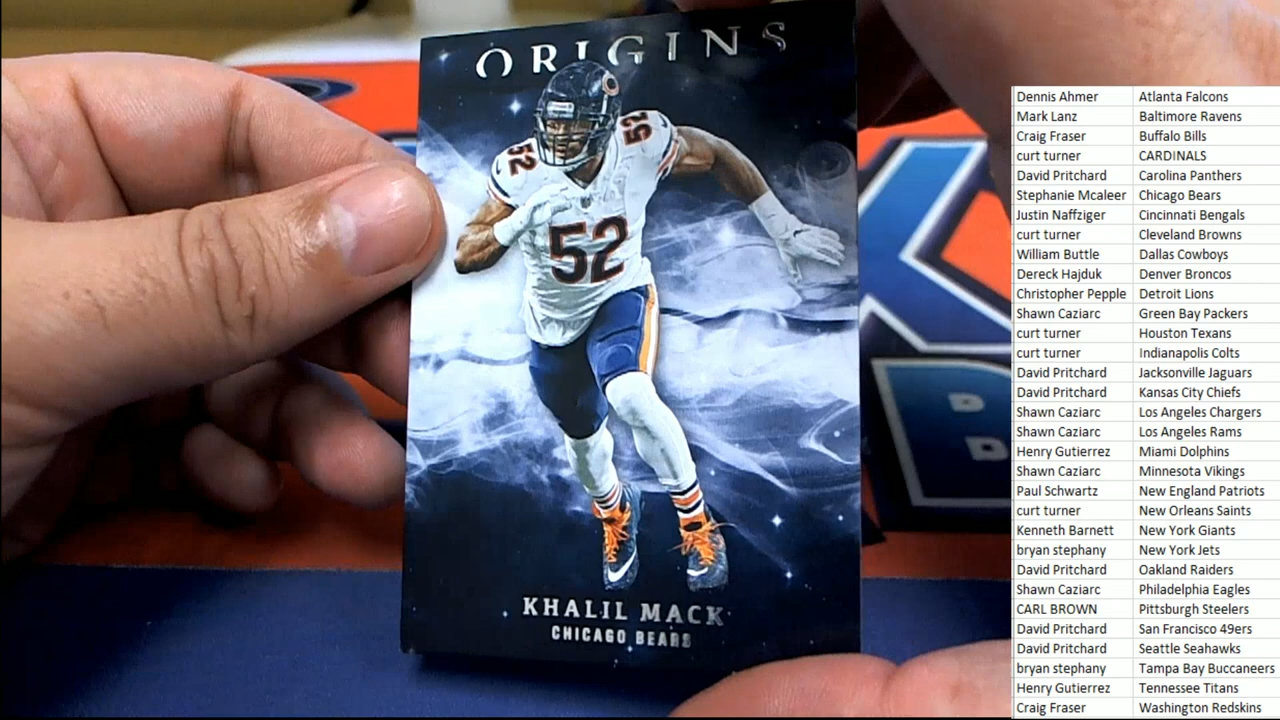 ORIGINS
52
52
52
KHALIL MACK
CHICAGO BEARS
Dennis Ahmer Atlanta Falcons
Mark Lanz Baltimore Ravens
Craig Fraser Buffalo Bills
curt turner CARDINALS
David Pritchard Carolina Panthers
Stephanie Mcaleer Chicago Bears
Justin Naffziger Cincinnati Bengals
curt turner Cleveland Browns
William Buttle Dallas Cowboys
Dereck Hajduk Denver Broncos
Christopher Pepple Detroit Lions
Shawn Caziarc Green Bay Packers
curt turner Houston Texans
curt turner Indianapolis Colts
David Pritchard Jacksonville Jaguars
David Pritchard Kansas City Chiefs
Shawn Caziarc Los Angeles Chargers
Shawn Caziarc Los Angeles Rams
Henry Gutierrez Miami Dolphins
Shawn Caziarc Minnesota Vikings
Paul Schwartz New England Patriots
curt turner New Orleans Saints
Kenneth Barnett New York Giants
bryan stephany New York Jets
David Pritchard Oakland Raiders
Shawn Caziarc Philadelphia Eagles
CARL BROWN Pittsburgh Steelers
David Pritchard San Francisco 49ers
David Pritchard Seattle Seahawks
bryan stephany Tampa Bay Buccaneers
Henry Gutierrez Tennessee Titans
Craig Fraser Washington Redskins